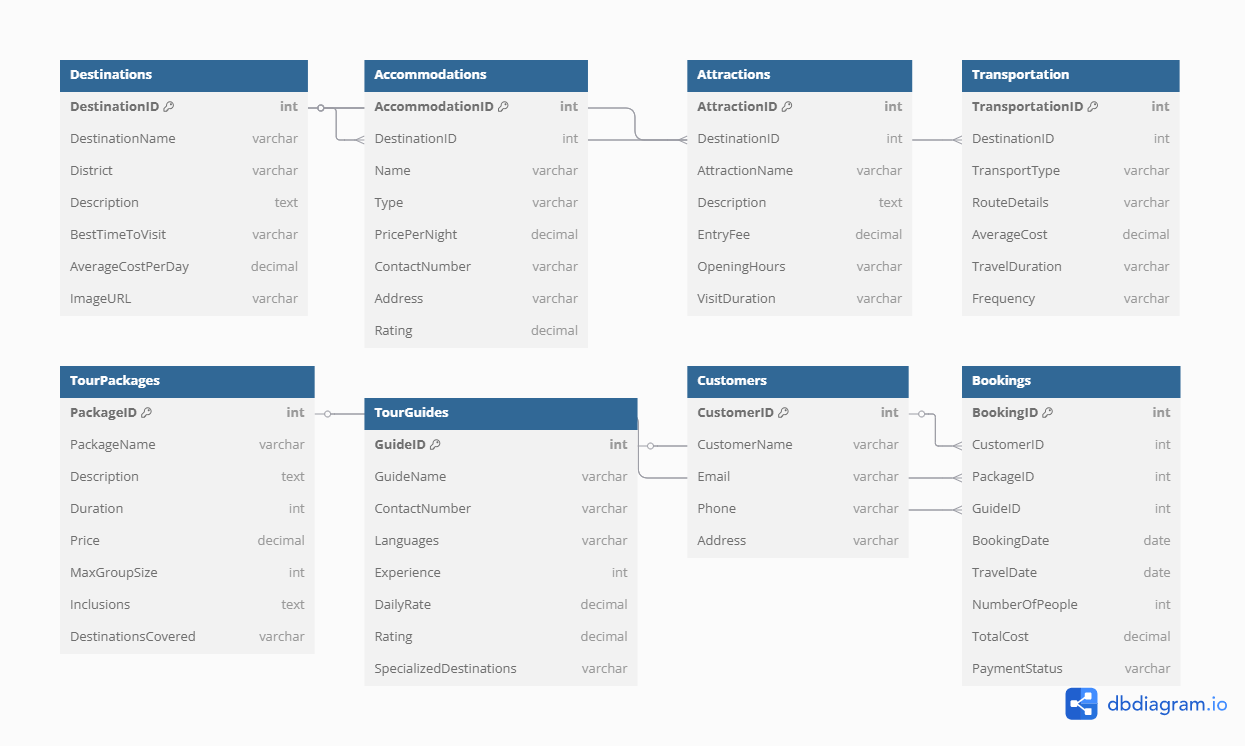 Destinations
DestinationID int
DestinationName varchar
District varchar
Description text
BestTimeToVisit varchar
AverageCostPerDay decimal
ImageURL varchar
Accommodations
AccommodationID int
DestinationID int
Name varchar
Type varchar
PricePerNight decimal
ContactNumber varchar
Address varchar
Rating decimal
Attractions
AttractionID int
DestinationID int
AttractionName varchar
Description text
EntryFee decimal
OpeningHours varchar
VisitDuration varchar
Transportation
TransportationID int
DestinationID int
TransportType varchar
RouteDetails varchar
AverageCost decimal
TravelDuration varchar
Frequency varchar
TourPackages
PackageID int
PackageName varchar
Description text
Duration int
Price decimal
MaxGroupSize int
Inclusions text
DestinationsCovered varchar
TourGuides
GuideID int
GuideName varchar
ContactNumber varchar
Languages varchar
Experience int
DailyRate decimal
Rating decimal
SpecializedDestinations varchar
Customers
CustomerID int
CustomerName varchar
Email varchar
Phone varchar
Address varchar
Bookings
BookingID int
CustomerID int
PackageID int
GuideID int
BookingDate date
TravelDate date
NumberOfPeople int
TotalCost decimal
PaymentStatus varchar
dbdiagram.io